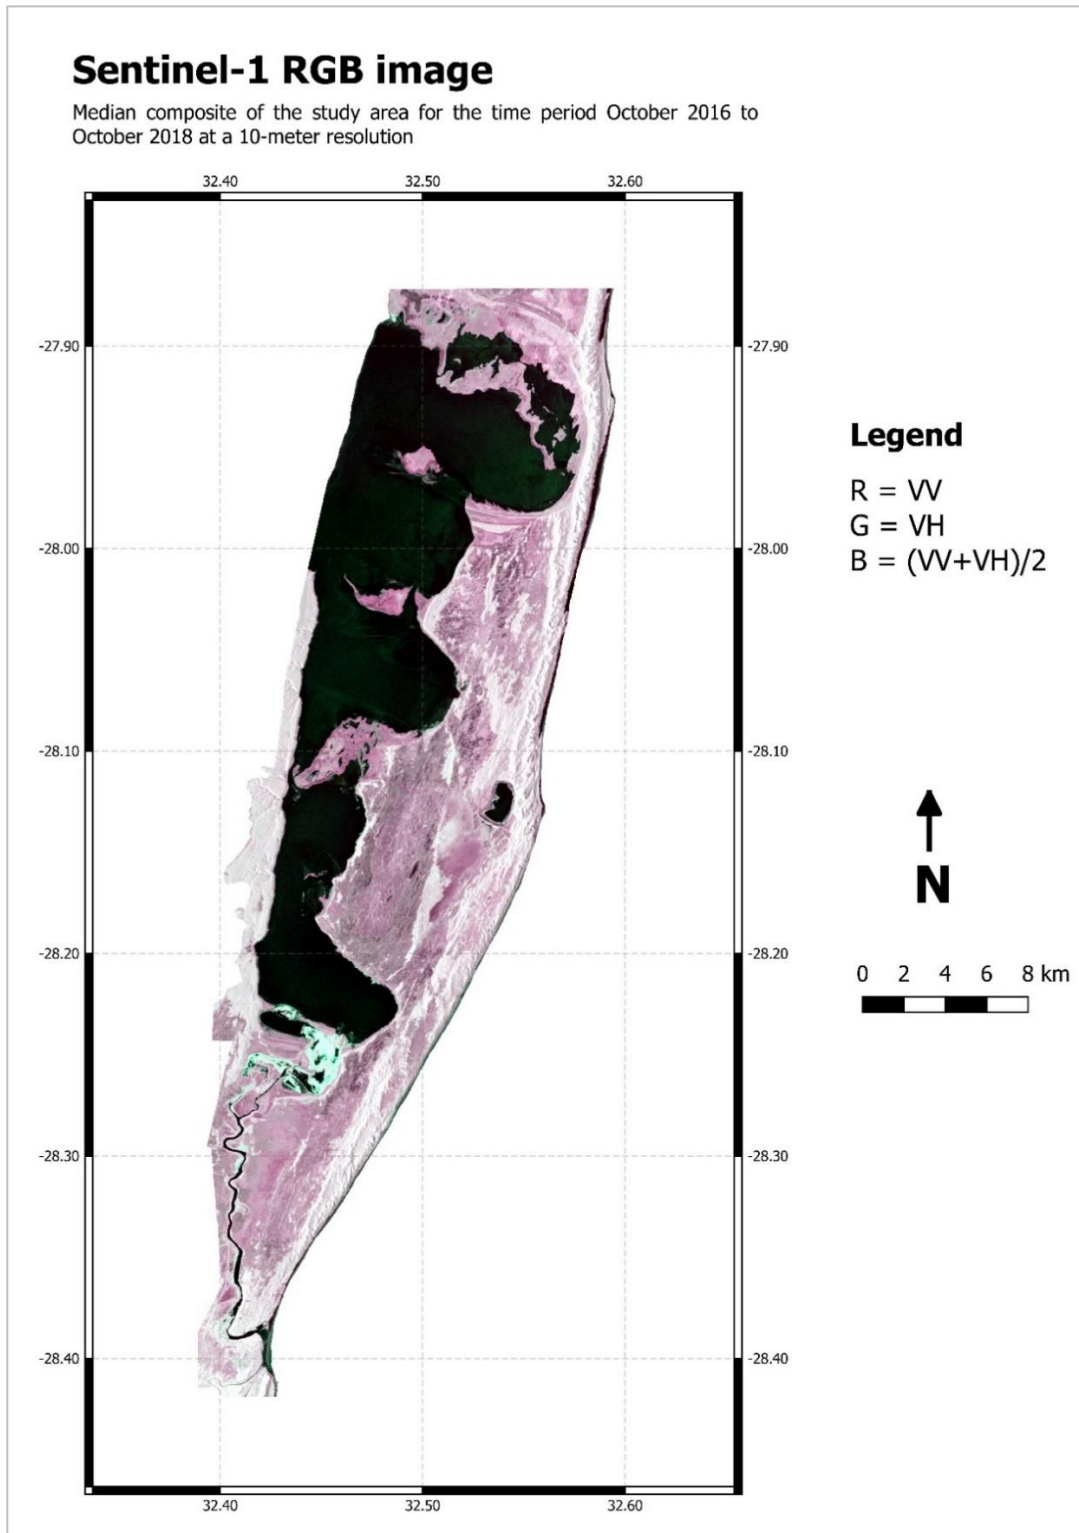 Sentinel-1 RGB image
Median composite of the study area for the time period October 2016 to
October 2018 at a 10-meter resolution
32.40 32.50 32.60
-27.90 -27.90
-28.00 -28.00
-28.10 -28.10
-28.20 -28.20
-28.30 -28.30
-28.40 -28.40
32.40 32.50 32.60
Legend
R = VV
G = VH
B = (VV+VH)/2
N
0 2 4 6 8 km